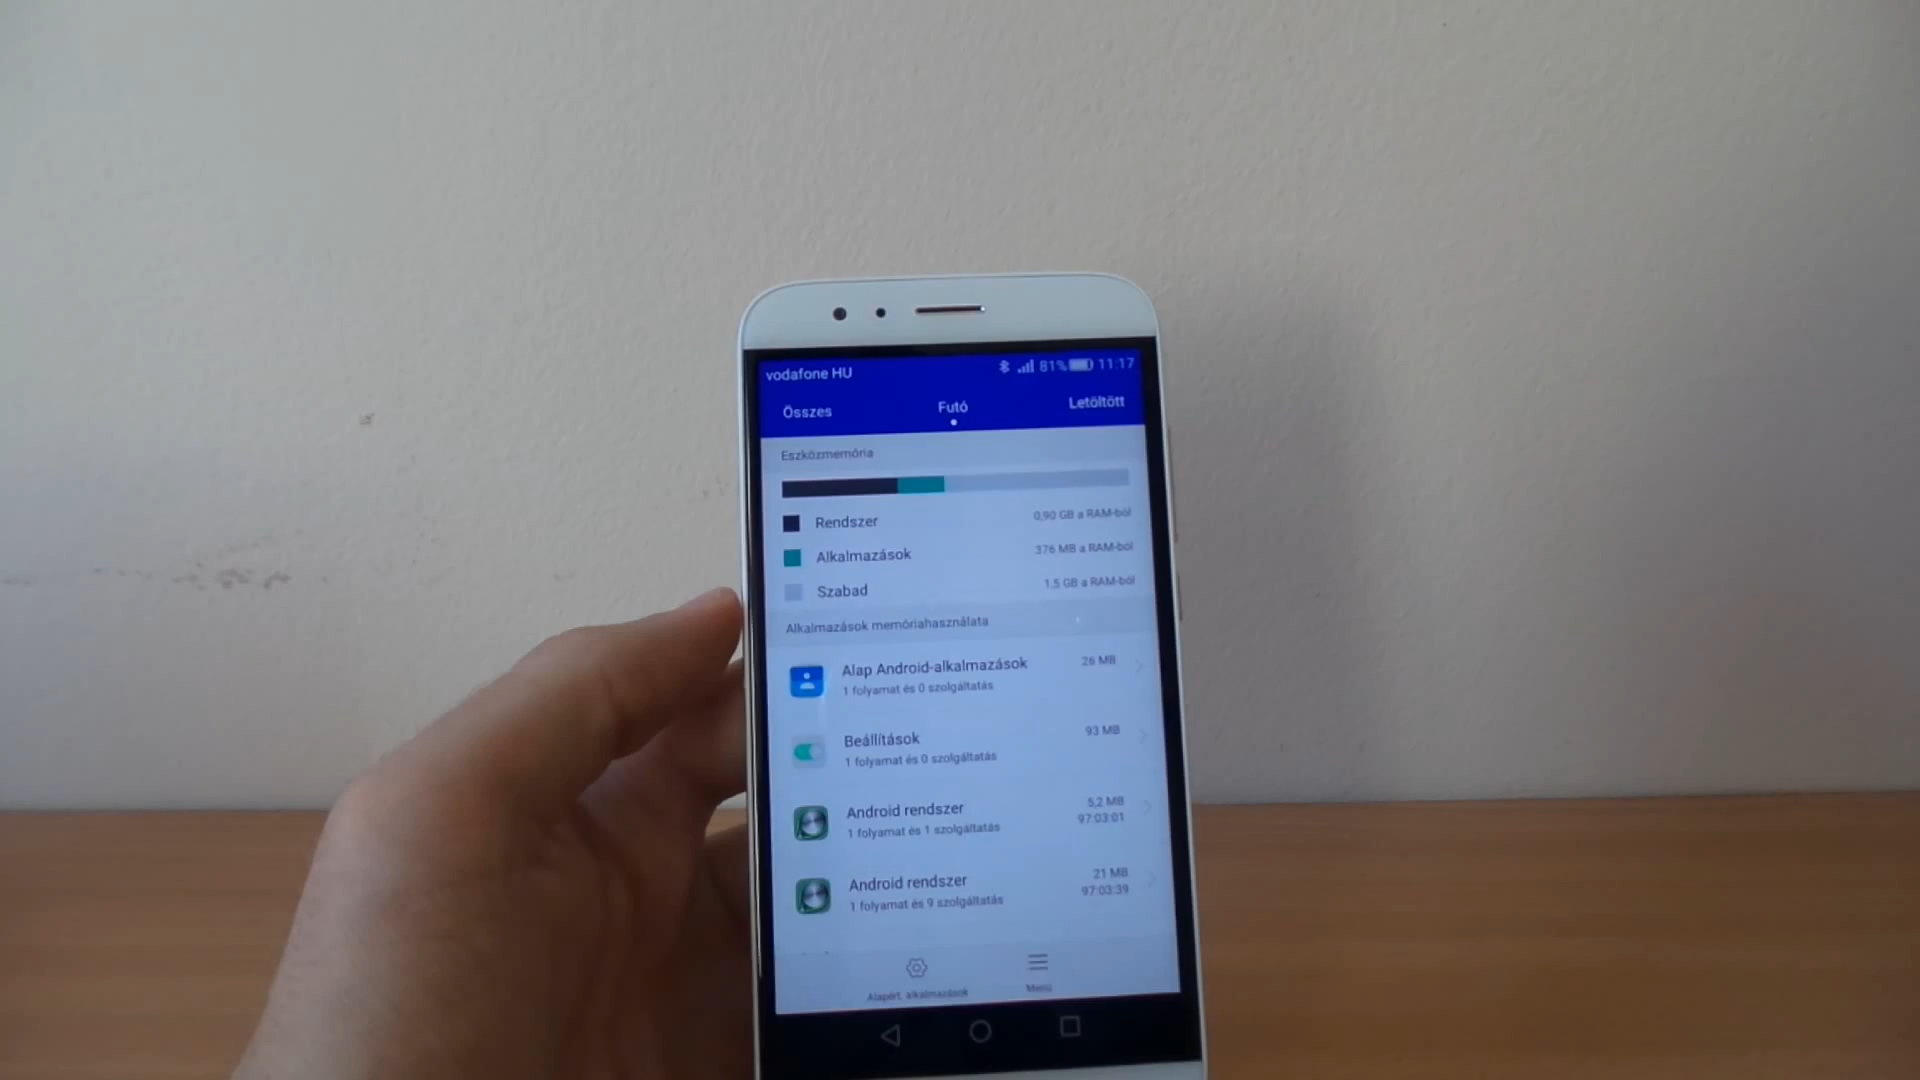 vodafone HU 81% 11:17
Összes Futó Letöltött
Eszközmemória
Rendszer 0,90 GB a RAM-ból
Alkalmazások 376 MB a RAM-ból
Szabad 1,5 GB a RAM-ból
Alkalmazások memóriahasználata
Alap Android-alkalmazások 26 MB
1 folyamat és 0 szolgáltatás
Beállítások 93 MB
1 folyamat és 0 szolgáltatás
Android rendszer 5,2 MB
1 folyamat és 1 szolgáltatás 97:03:01
Android rendszer 21 MB
1 folyamat és 9 szolgáltatás 97:03:39
Alapért. alkalmazások Menü